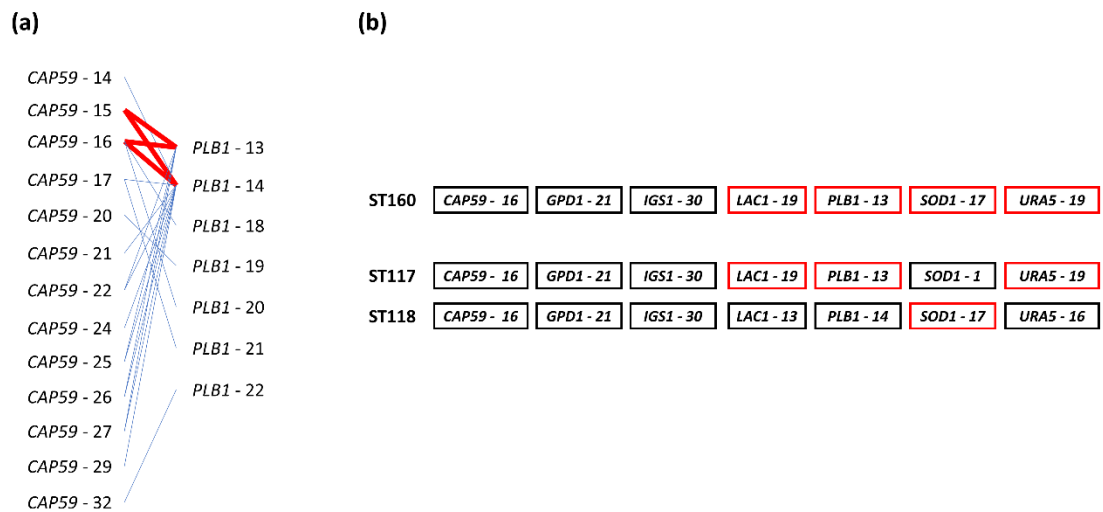 (a)
CAP59 - 14
CAP59 - 15
CAP59 - 16
CAP59 - 17
CAP59 - 20
CAP59 - 21
CAP59 - 22
CAP59 - 24
CAP59 - 25
CAP59 - 26
CAP59 - 27
CAP59 - 29
CAP59 - 32
PLB1 - 13
PLB1 - 14
PLB1 - 18
PLB1 - 19
PLB1 - 20
PLB1 - 21
PLB1 - 22
(b)
ST160 CAP59 - 16 GPD1 - 21 IGS1 - 30 LAC1 - 19 PLB1 - 13 SOD1 - 17 URA5 - 19
ST117 CAP59 - 16 GPD1 - 21 IGS1 - 30 LAC1 - 19 PLB1 - 13 SOD1 - 1 URA5 - 19
ST118 CAP59 - 16 GPD1 - 21 IGS1 - 30 LAC1 - 13 PLB1 - 14 SOD1 - 17 URA5 - 16